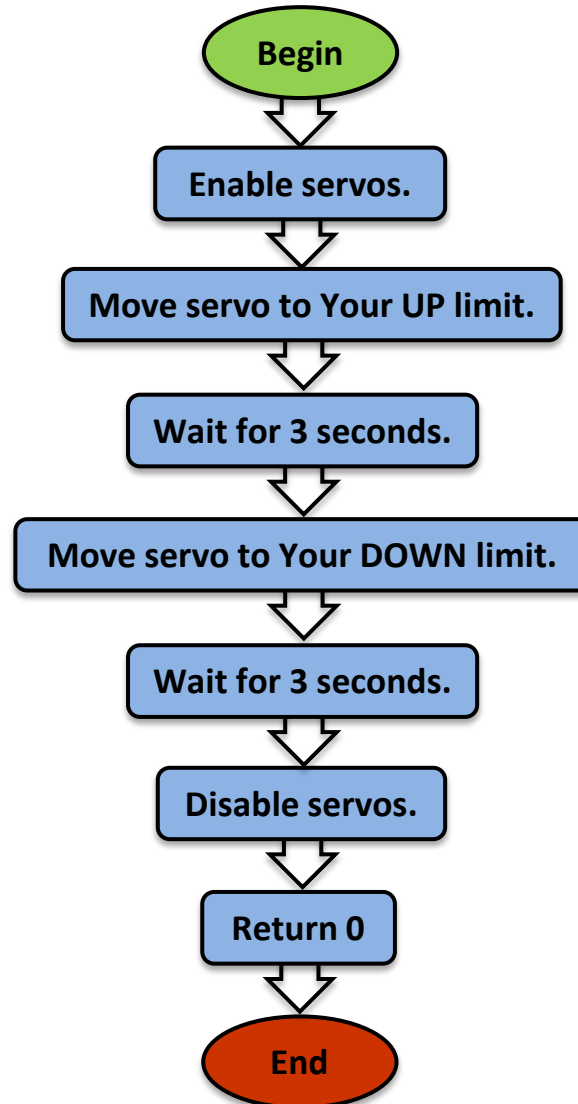 Begin
Enable servos.
Move servo to Your UP limit.
Wait for 3 seconds.
Move servo to Your DOWN limit.
Wait for 3 seconds.
Disable servos.
Return 0
End